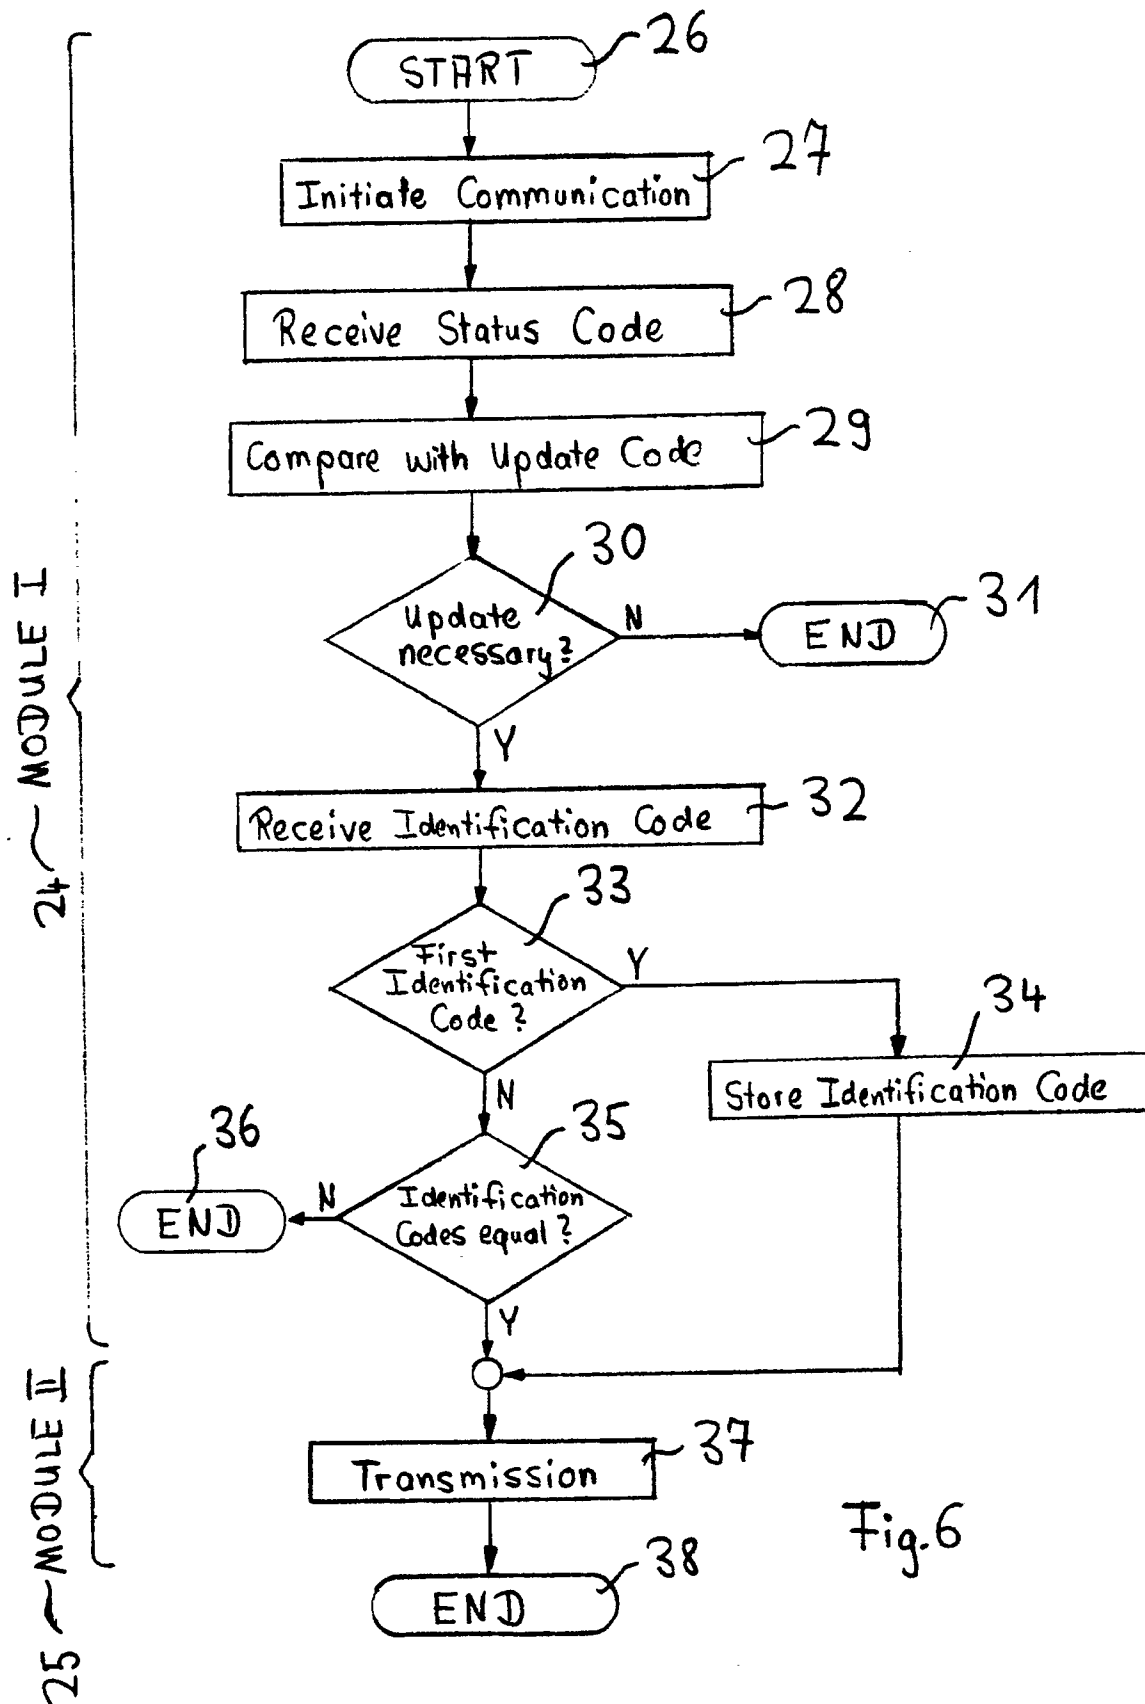 26
START
27
Initiate Communication
28
Receive Status Code
29
Compare with Update Code
30
Update
necessary?
N
END
31
Y
Receive Identification Code
32
33
First
Identification
Code?
Y
34
Store Identification Code
N
35
36
Identification
Codes equal?
N
END
Y
37
Transmission
38
END
24
MODULE I
25
MODULE II
Fig.6